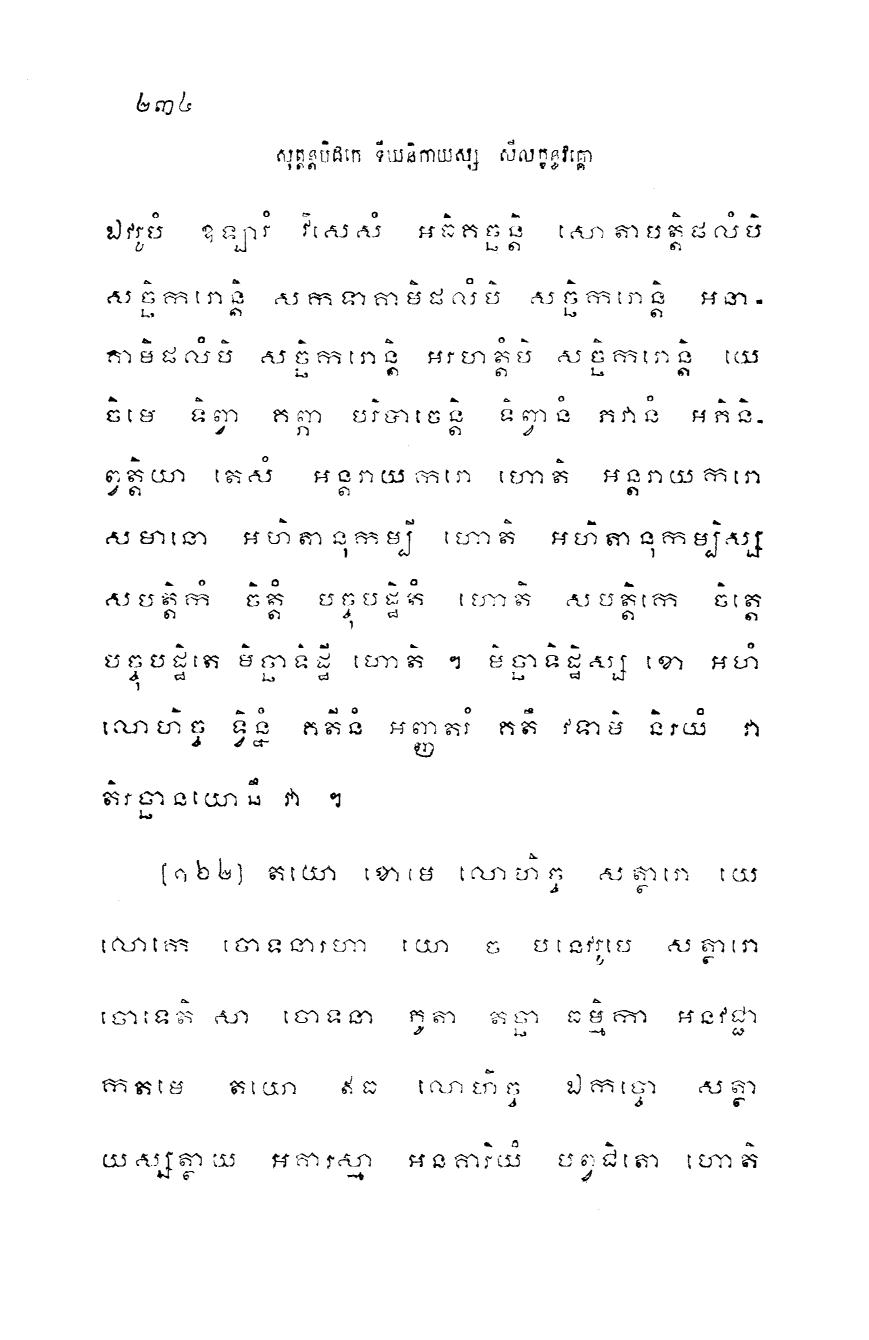 ២៣៤
សុត្តន្តបិដកេ ទីឃនិកាយស្ស សីលក្ខន្ធវគ្គោ
ឯវរូបំ ឧឡារំ វិសេសំ អធិគច្ឆន្តិ សោតាបត្តិផលំបិ
សច្ឆិករោន្តិ សកទាគាមិផលំបិ សច្ឆិករោន្តិ អនា-
គាមិផលំបិ សច្ឆិករោន្តិ អរហត្តំបិ សច្ឆិករោន្តិ យេ
ចិមេ ទិព្វា គព្ភា បរិបាចេន្តិ ទិព្វានំ ភវានំ អភិនិ-
ព្វត្តិយា តេសំ អន្តរាយករោ ហោតិ អន្តរាយករោ
សមានោ អហិតានុកម្បី ហោតិ អហិតានុកម្បិស្ស
សបត្តិកំ ចិត្តំ បច្ចុបដ្ឋិតំ ហោតិ សបត្តិកេ ចិត្តេ
បច្ចុបដ្ឋិតេ មិច្ឆាទិដ្ឋី ហោតិ ៗ មិច្ឆាទិដ្ឋិស្ស ខោ អហំ
លោហិច្ច ទ្វិន្នំ គតីនំ អញ្ញតរំ គតឹ វទាមិ និរយំ វា
តិរច្ឆានយោនឹ វា ៗ
[១៦២] តយោ ខោមេ លោហិច្ច សត្ថារោ យេ
លោកេ ចោទនារហា យោ ច បនេវរូបេ សត្ថារោ
ចោទេតិ សា ចោទនា ភូតា តច្ឆា ធម្មិកា អនវជ្ជា
កតមេ តយោ ៜធ លោហិច្ច ឯកច្ចោ សត្ថា
យស្សត្ថាយ អគារស្មា អនគារិយំ បព្វជិតោ ហោតិ